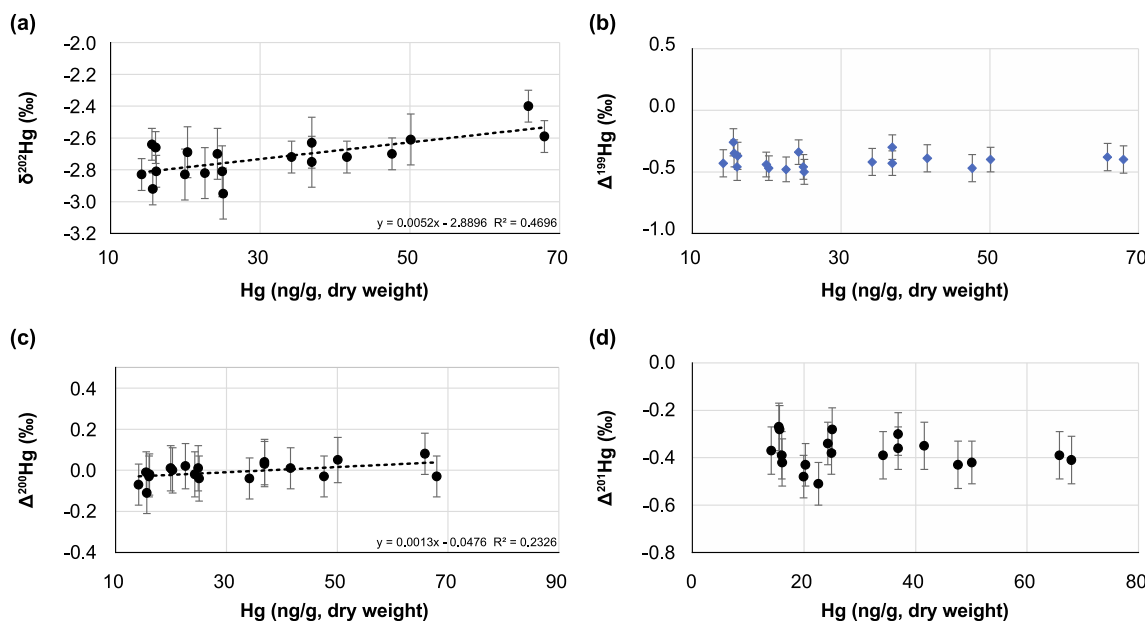 (a)
-2.0
-2.2
-2.4
-2.6
-2.8
-3.0
-3.2
δ²⁰²Hg (‰)
y = 0.0052x - 2.8896 R² = 0.4696
10 30 50 70
Hg (ng/g, dry weight)
(b)
0.5
0.0
-0.5
-1.0
Δ¹⁹⁹Hg (‰)
10 20 30 40 50 60 70
Hg (ng/g, dry weight)
(c)
0.4
0.2
0.0
-0.2
-0.4
Δ²⁰⁰Hg (‰)
y = 0.0013x - 0.0476 R² = 0.2326
10 30 50 70 90
Hg (ng/g, dry weight)
(d)
0.0
-0.2
-0.4
-0.6
-0.8
Δ²⁰¹Hg (‰)
0 20 40 60 80
Hg (ng/g, dry weight)